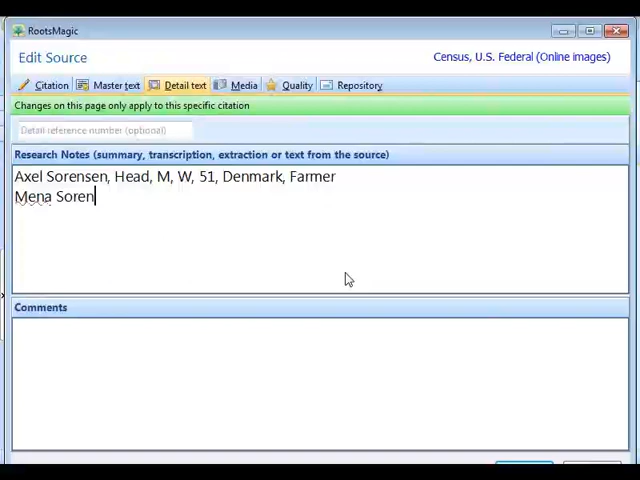 RootsMagic
Edit Source
Census, U.S. Federal (Online images)
Citation Master text Detail text Media Quality Repository
Changes on this page only apply to this specific citation
Detail reference number (optional)
Research Notes (summary, transcription, extraction or text from the source)
Axel Sorensen, Head, M, W, 51, Denmark, Farmer
Mena Soren
Comments